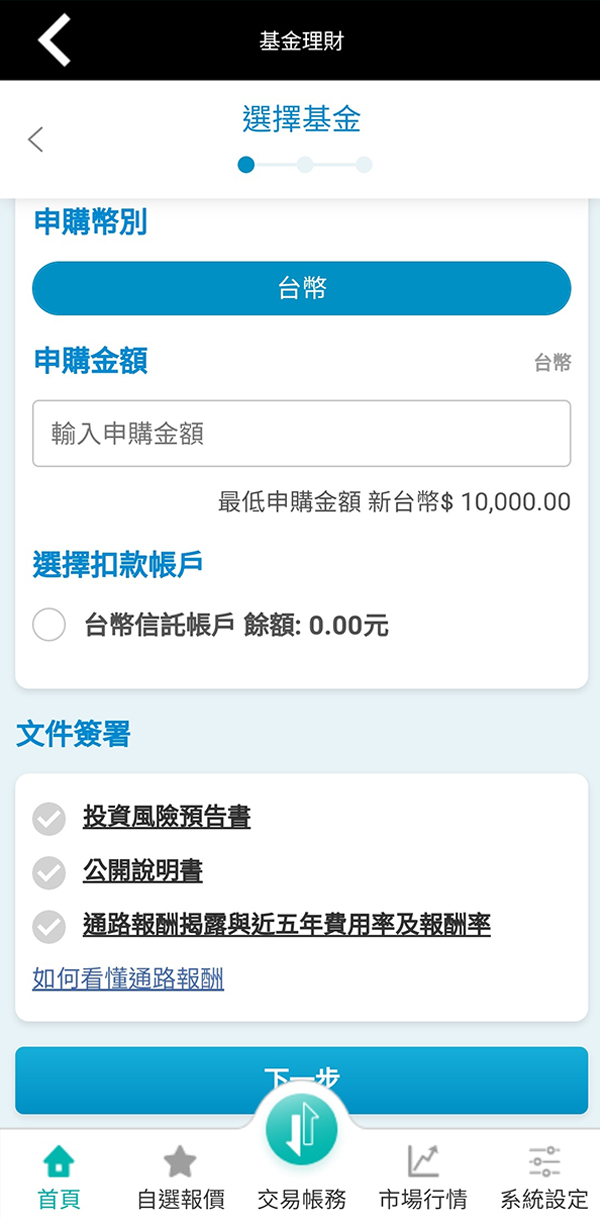 基金理財
選擇基金
申購幣別
台幣
申購金額
台幣
輸入申購金額
最低申購金額 新台幣$ 10,000.00
選擇扣款帳戶
台幣信託帳戶 餘額: 0.00元
文件簽署
投資風險預告書
公開說明書
通路報酬揭露與近五年費用率及報酬率
如何看懂通路報酬
下一步
首頁
自選報價
交易帳務
市場行情
系統設定